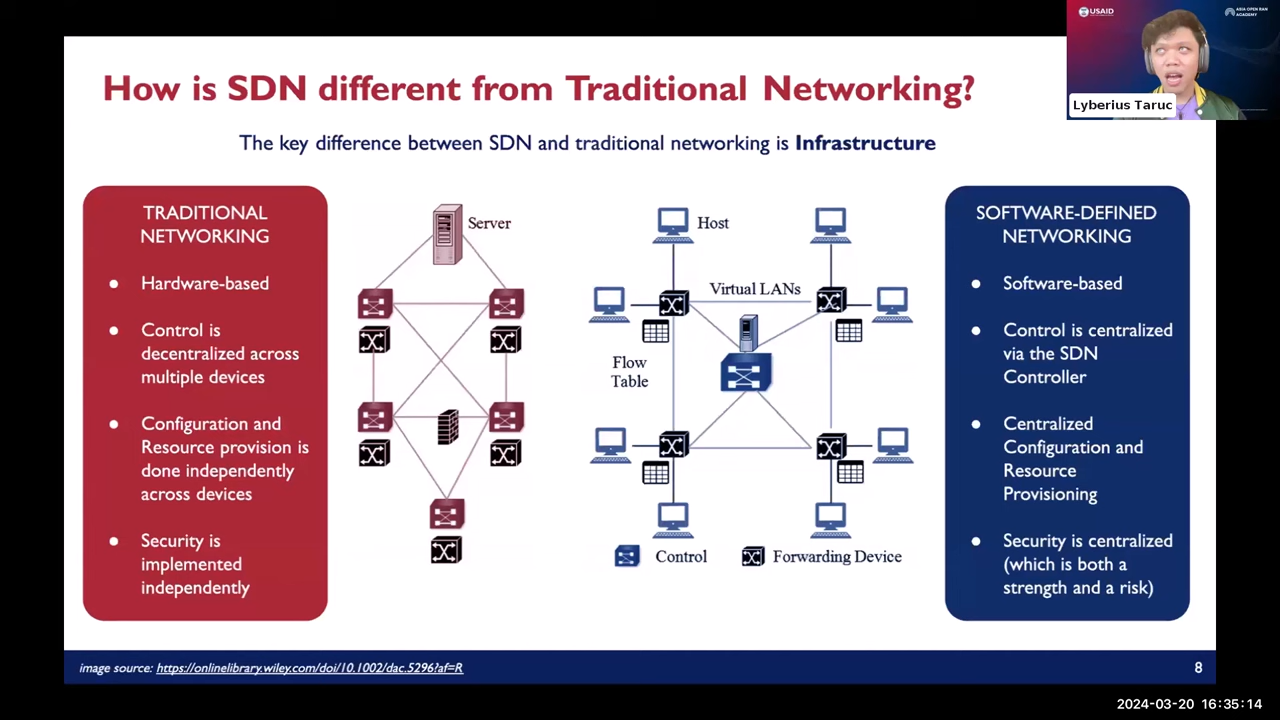 USAID
ASIA OPEN RAN
ACADEMY
Lyberius Taruc
How is SDN different from Traditional Networking?
The key difference between SDN and traditional networking is Infrastructure
TRADITIONAL
NETWORKING
● Hardware-based
● Control is
decentralized across
multiple devices
● Configuration and
Resource provision is
done independently
across devices
● Security is
implemented
independently
Server
Host
Virtual LANs
Flow
Table
Control
Forwarding Device
SOFTWARE-DEFINED
NETWORKING
● Software-based
● Control is centralized
via the SDN
Controller
● Centralized
Configuration and
Resource
Provisioning
● Security is centralized
(which is both a
strength and a risk)
image source: https://onlinelibrary.wiley.com/doi/10.1002/dac.5296?af=R
8
2024-03-20 16:35:14